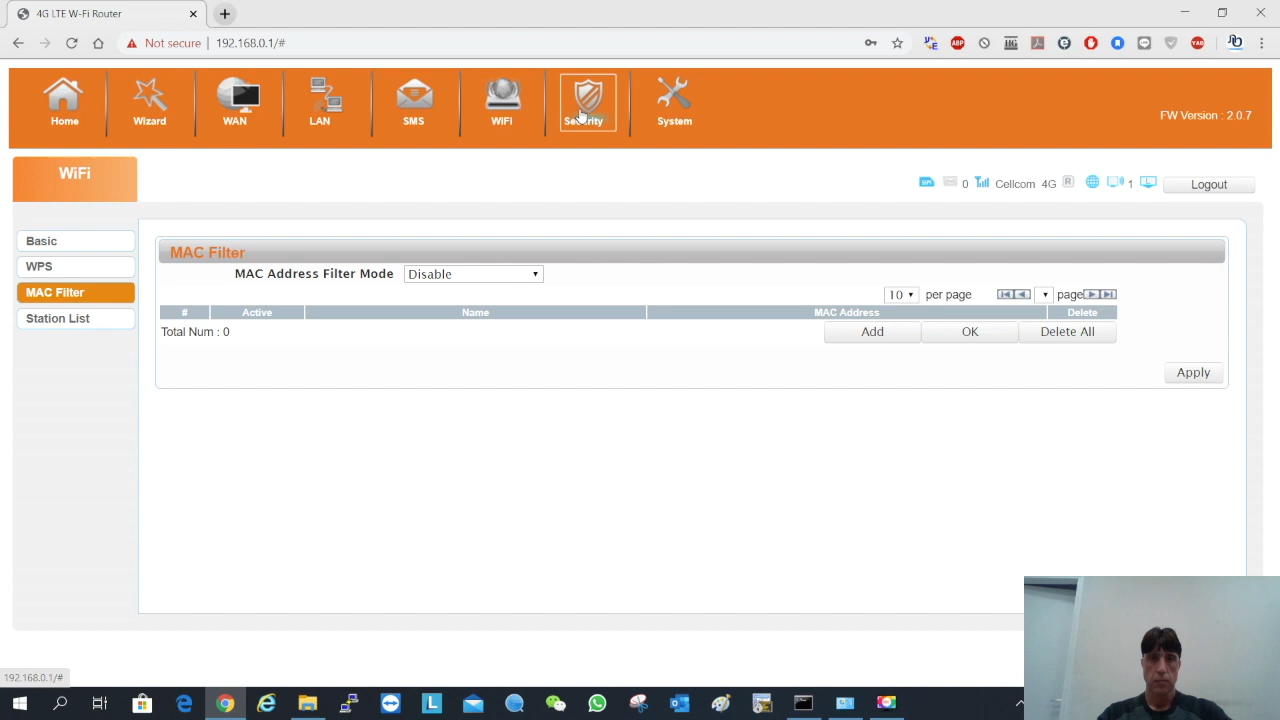 4G LTE W-Fi Router
Not secure | 192.168.0.1/#
Home Wizard WAN LAN SMS WIFI Security System
FW Version : 2.0.7
WiFi
0 Cellcom 4G R 1 Logout
Basic
WPS
MAC Filter
Station List
MAC Filter
MAC Address Filter Mode Disable
10 per page page
# Active Name MAC Address Delete
Total Num : 0 Add OK Delete All
Apply
192.168.0.1/#